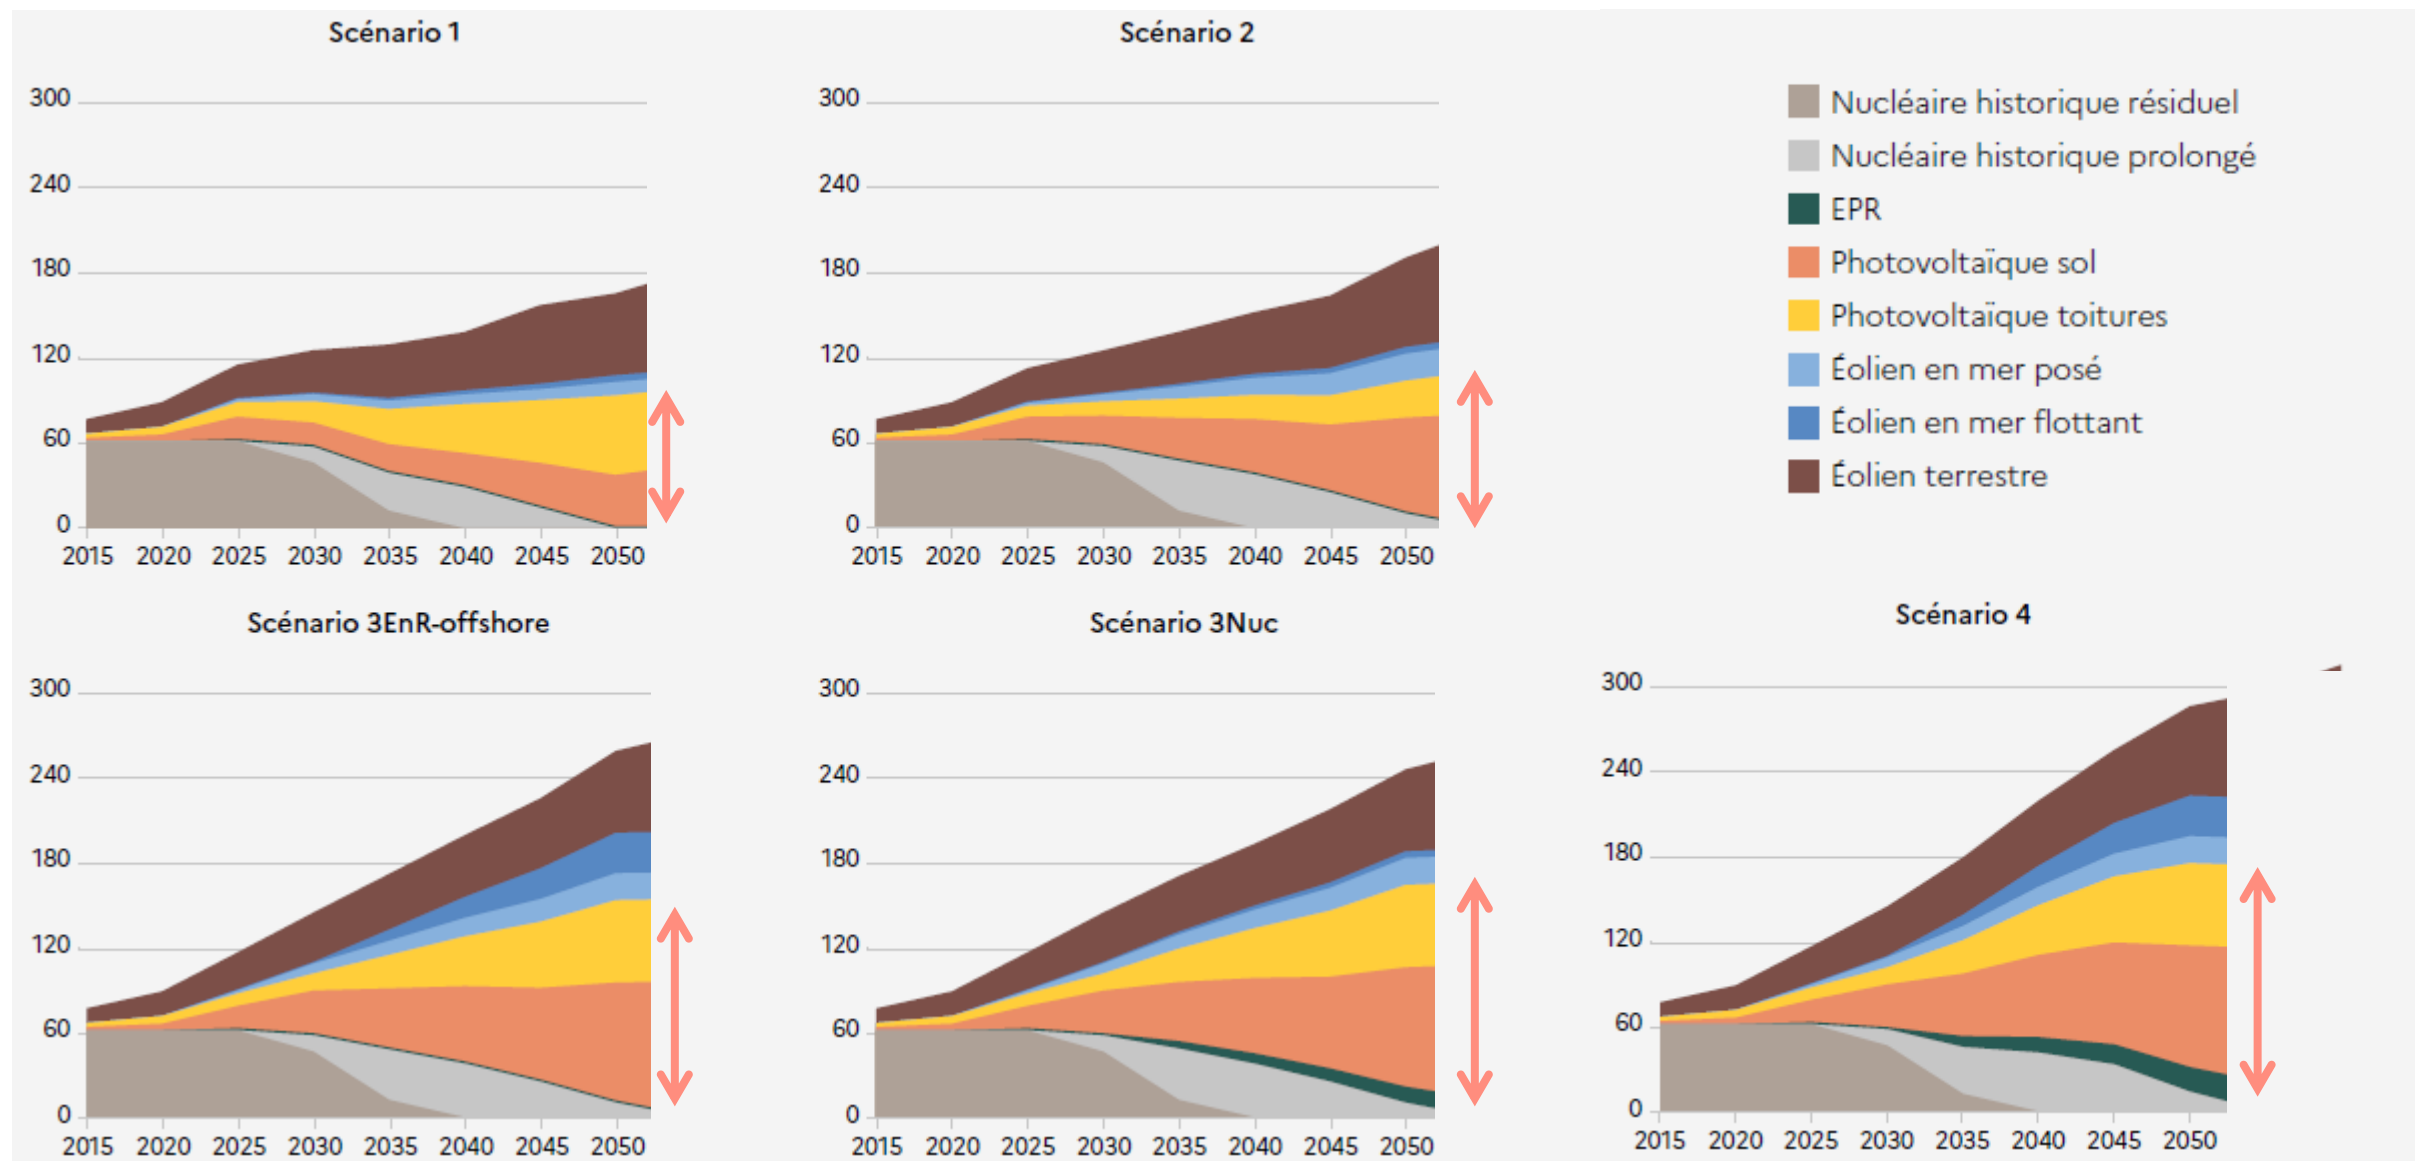 Scénario 1
300
240
180
120
60
0
2015 2020 2025 2030 2035 2040 2045 2050
Scénario 2
300
240
180
120
60
0
2015 2020 2025 2030 2035 2040 2045 2050
Nucléaire historique résiduel
Nucléaire historique prolongé
EPR
Photovoltaïque sol
Photovoltaïque toitures
Éolien en mer posé
Éolien en mer flottant
Éolien terrestre
Scénario 3EnR-offshore
300
240
180
120
60
0
2015 2020 2025 2030 2035 2040 2045 2050
Scénario 3Nuc
300
240
180
120
60
0
2015 2020 2025 2030 2035 2040 2045 2050
Scénario 4
300
240
180
120
60
0
2015 2020 2025 2030 2035 2040 2045 2050